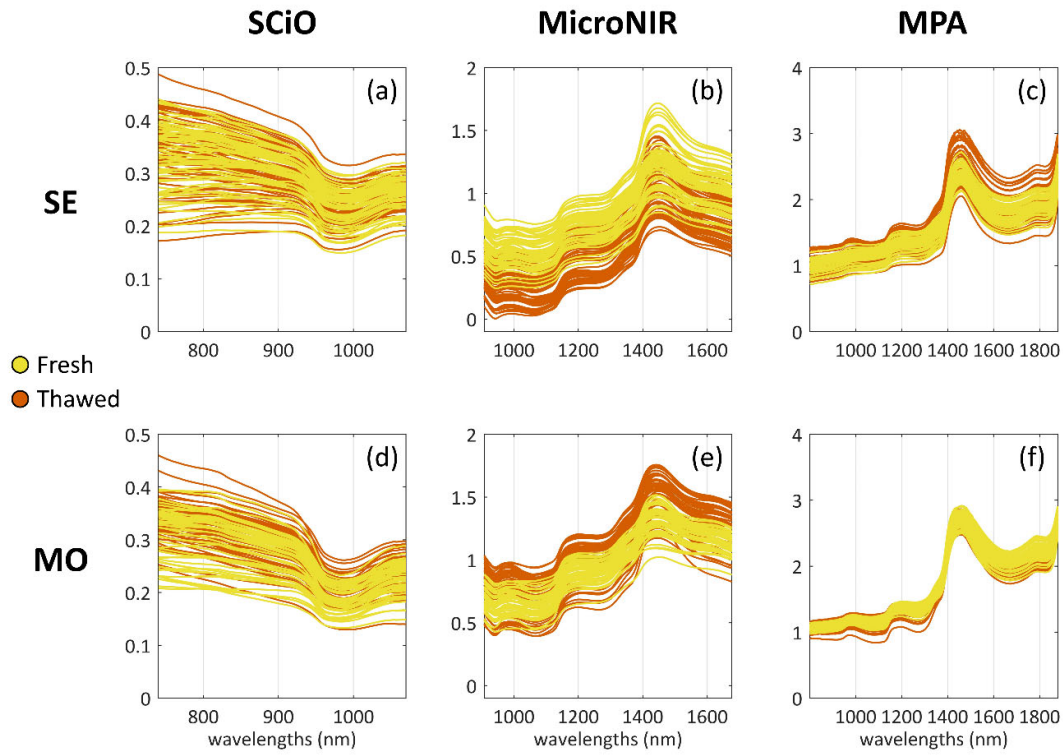 SCiO MicroNIR MPA
SE
(a)
0.5
0.4
0.3
0.2
0.1
0
800 900 1000
(b)
2
1.5
1
0.5
0
1000 1200 1400 1600
(c)
4
3
2
1
0
1000 1200 1400 1600 1800
Fresh
Thawed
MO
(d)
0.5
0.4
0.3
0.2
0.1
0
800 900 1000
wavelengths (nm)
(e)
2
1.5
1
0.5
0
1000 1200 1400 1600
wavelengths (nm)
(f)
4
3
2
1
0
1000 1200 1400 1600 1800
wavelengths (nm)